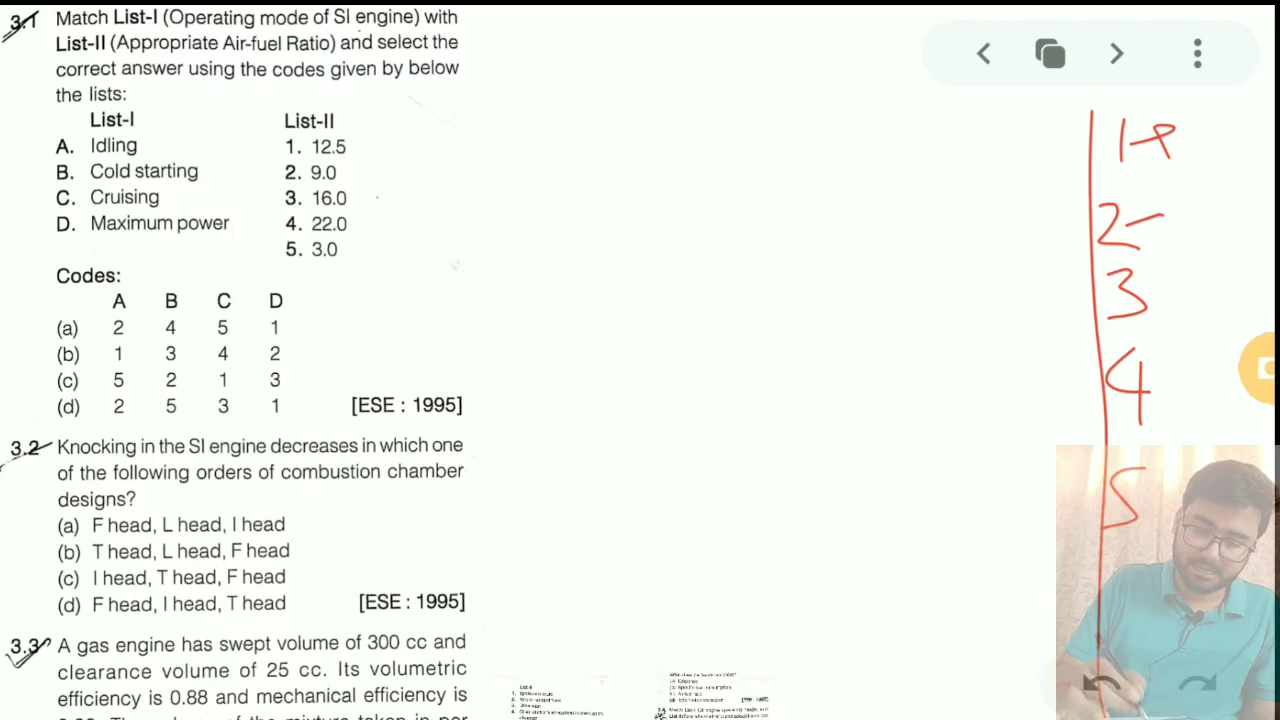 3.1 Match List-I (Operating mode of SI engine) with
List-II (Appropriate Air-fuel Ratio) and select the
correct answer using the codes given by below
the lists:
List-I List-II
A. Idling 1. 12.5
B. Cold starting 2. 9.0
C. Cruising 3. 16.0
D. Maximum power 4. 22.0
5. 3.0
Codes:
A B C D
(a) 2 4 5 1
(b) 1 3 4 2
(c) 5 2 1 3
(d) 2 5 3 1 [ESE : 1995]
3.2 Knocking in the SI engine decreases in which one
of the following orders of combustion chamber
designs?
(a) F head, L head, I head
(b) T head, L head, F head
(c) I head, T head, F head
(d) F head, I head, T head [ESE : 1995]
3.3 A gas engine has swept volume of 300 cc and
clearance volume of 25 cc. Its volumetric
efficiency is 0.88 and mechanical efficiency is
1-
2-
3
4
5